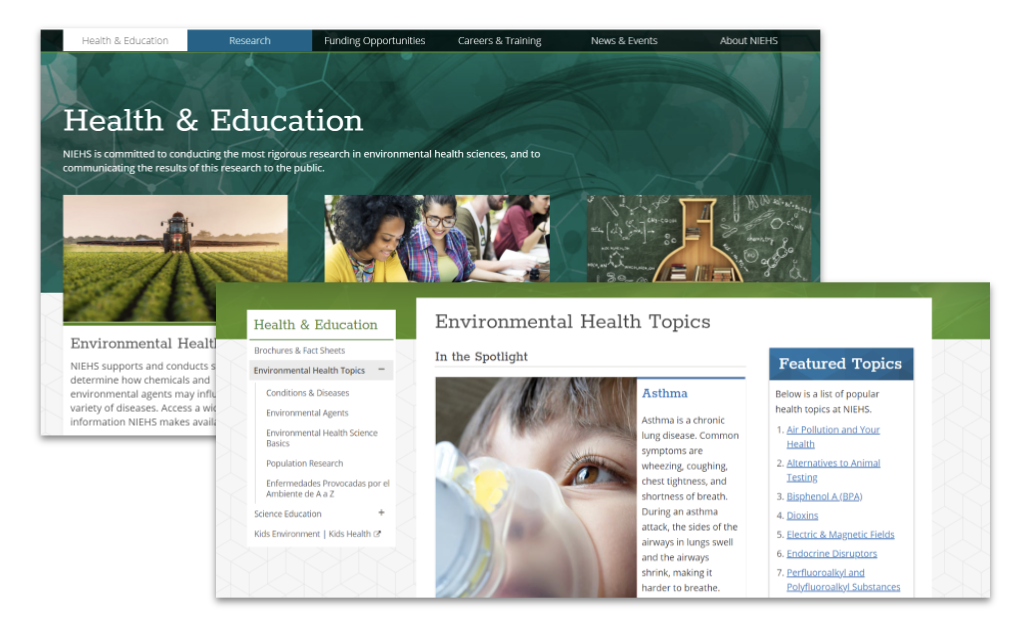 Health & Education
Research
Funding Opportunities
Careers & Training
News & Events
About NIEHS
Health & Education
NIEHS is committed to conducting the most rigorous research in environmental health sciences, and to
communicating the results of this research to the public.
Environmental Healt
NIEHS supports and conducts s
determine how chemicals and
environmental agents may influ
variety of diseases. Access a wi
information NIEHS makes avail
Health & Education
Brochures & Fact Sheets
Environmental Health Topics −
Conditions & Diseases
Environmental Agents
Environmental Health Science
Basics
Population Research
Enfermedades Provocadas por el
Ambiente de A a Z
Science Education +
Kids Environment | Kids Health
Environmental Health Topics
In the Spotlight
Asthma
Asthma is a chronic
lung disease. Common
symptoms are
wheezing, coughing,
chest tightness, and
shortness of breath.
During an asthma
attack, the sides of the
airways in lungs swell
and the airways
shrink, making it
harder to breathe.
Featured Topics
Below is a list of popular
health topics at NIEHS.
1. Air Pollution and Your
Health
2. Alternatives to Animal
Testing
3. Bisphenol A (BPA)
4. Dioxins
5. Electric & Magnetic Fields
6. Endocrine Disruptors
7. Perfluoroalkyl and
Polyfluoroalkyl Substances